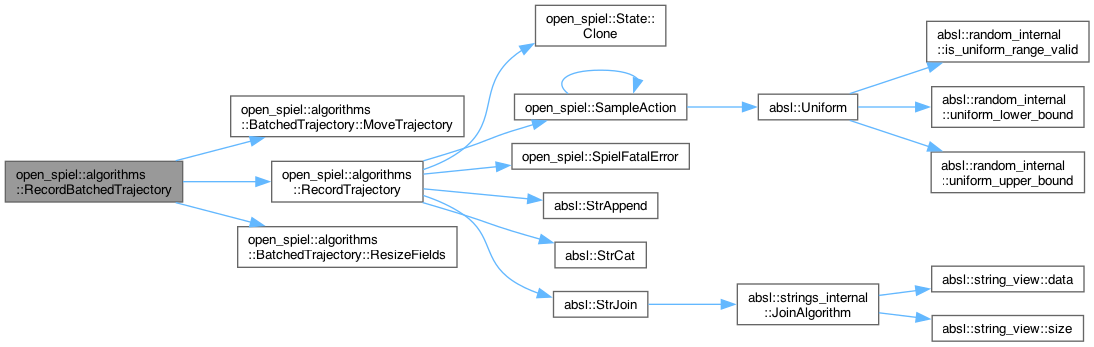 open_spiel::algorithms
::RecordBatchedTrajectory
open_spiel::algorithms
::BatchedTrajectory::MoveTrajectory
open_spiel::algorithms
::RecordTrajectory
open_spiel::algorithms
::BatchedTrajectory::ResizeFields
open_spiel::State::
Clone
open_spiel::SampleAction
open_spiel::SpielFatalError
absl::StrAppend
absl::StrCat
absl::StrJoin
absl::Uniform
absl::strings_internal
::JoinAlgorithm
absl::random_internal
::is_uniform_range_valid
absl::random_internal
::uniform_lower_bound
absl::random_internal
::uniform_upper_bound
absl::string_view::data
absl::string_view::size